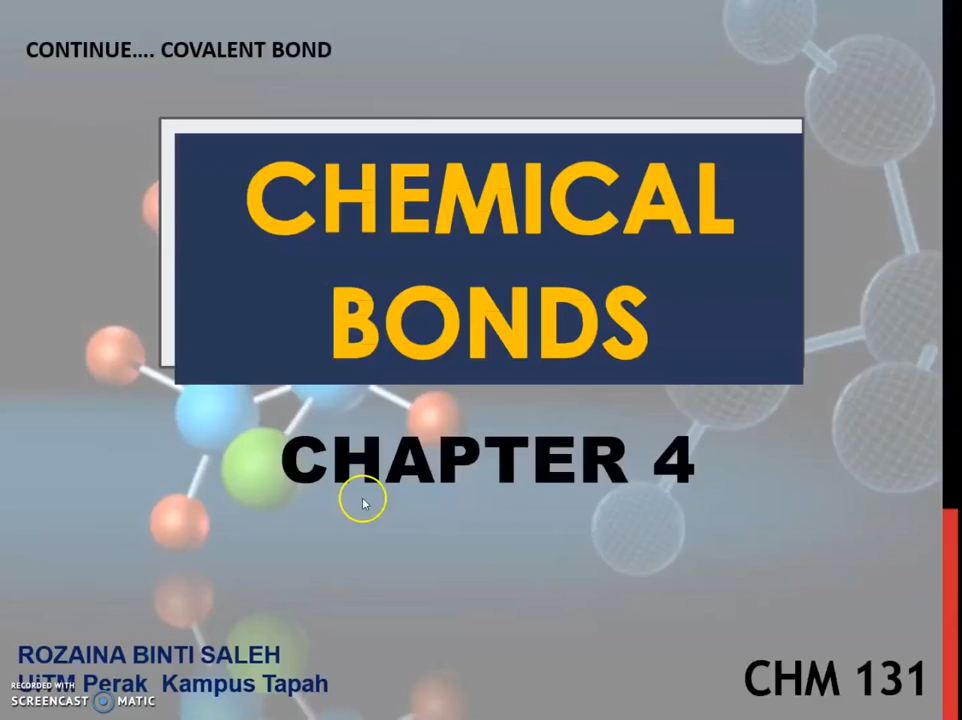 CONTINUE.... COVALENT BOND
CHEMICAL
BONDS
CHAPTER 4
ROZAINA BINTI SALEH
UiTM Perak Kampus Tapah
RECORDED WITH
SCREENCAST MATIC
CHM 131